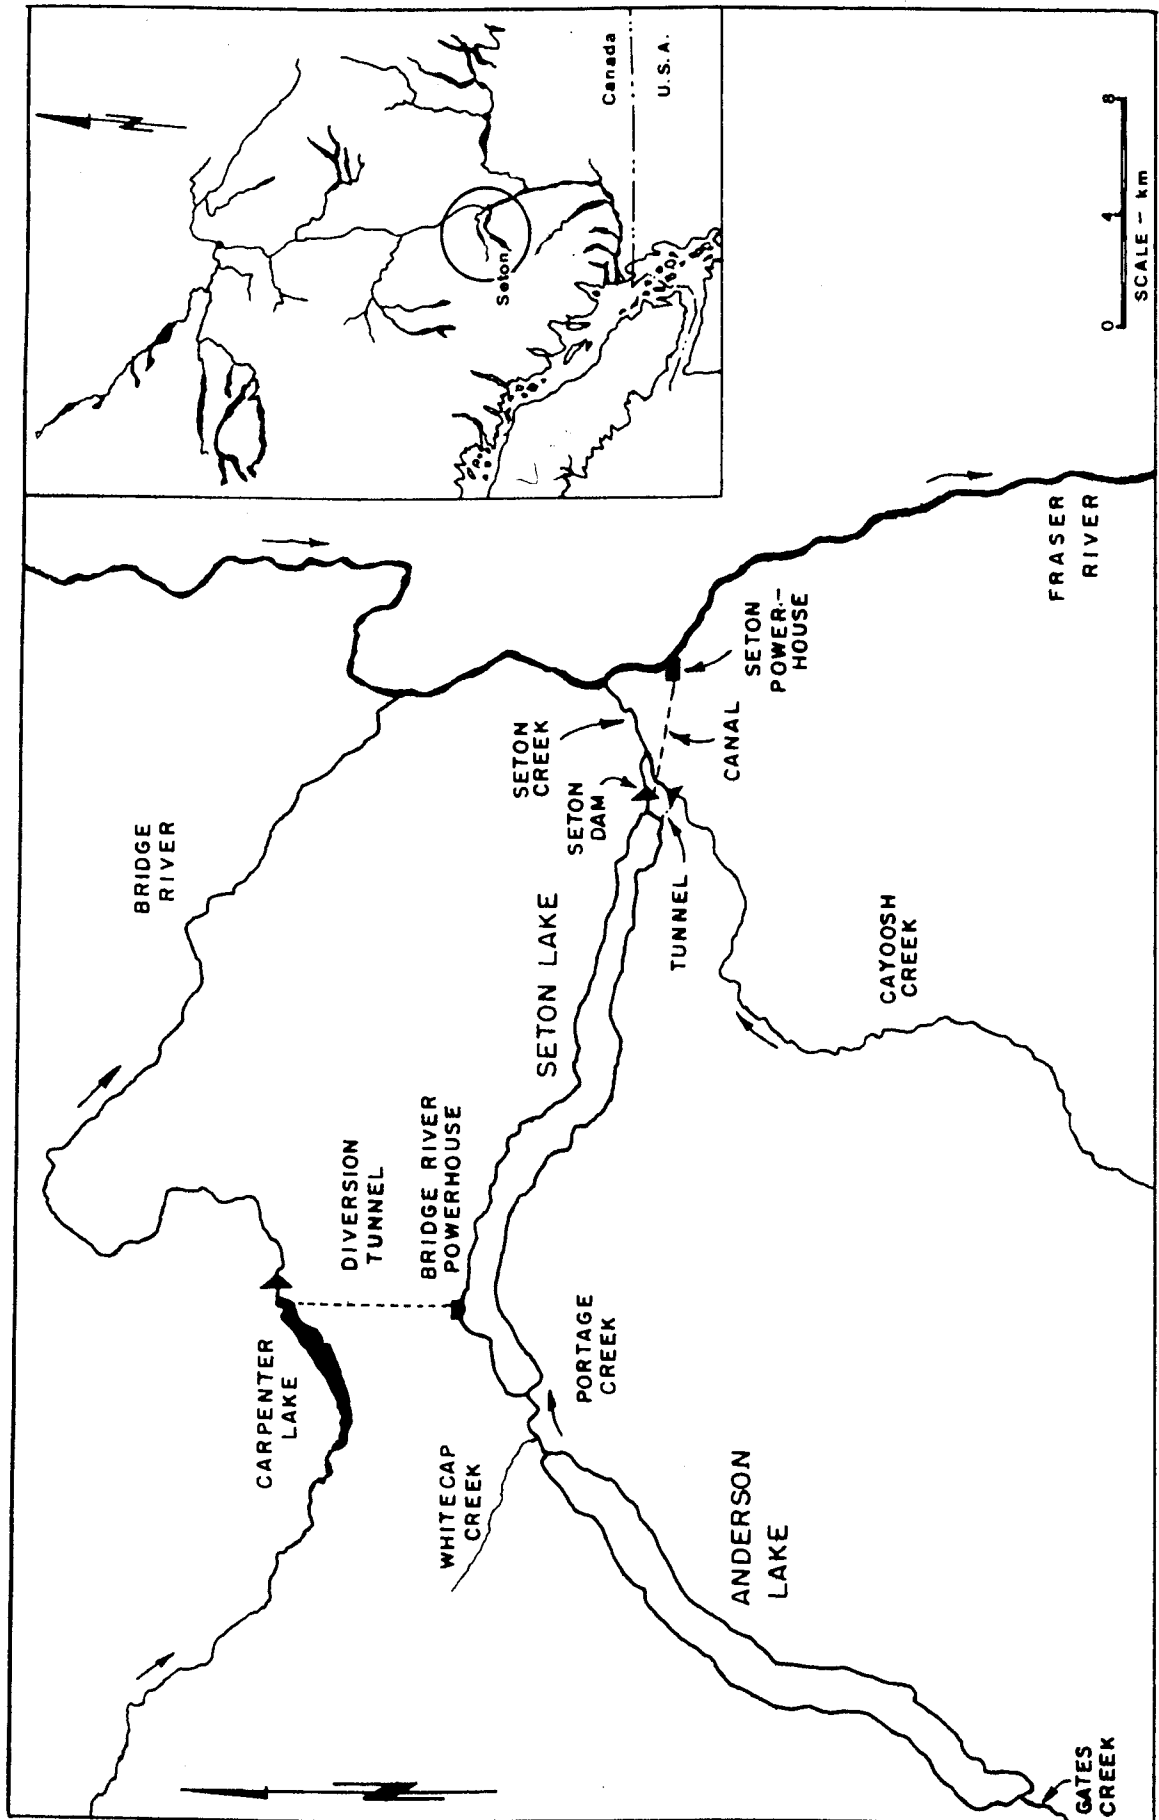 Canada
U.S.A.
Seton
0 4 8
SCALE - km
FRASER
RIVER
BRIDGE
RIVER
SETON
CREEK
SETON
DAM
SETON
POWER-
HOUSE
CANAL
TUNNEL
SETON LAKE
CAYOOSH
CREEK
DIVERSION
TUNNEL
BRIDGE RIVER
POWERHOUSE
CARPENTER
LAKE
PORTAGE
CREEK
WHITECAP
CREEK
ANDERSON
LAKE
GATES
CREEK